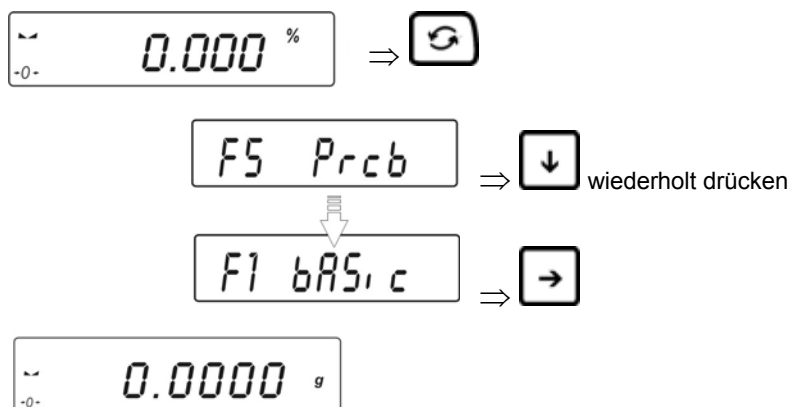 -0- 0.000 % ⇒
F5 Prcb ⇒ ↓ wiederholt drücken
F1 bASic ⇒ →
-0- 0.0000 g